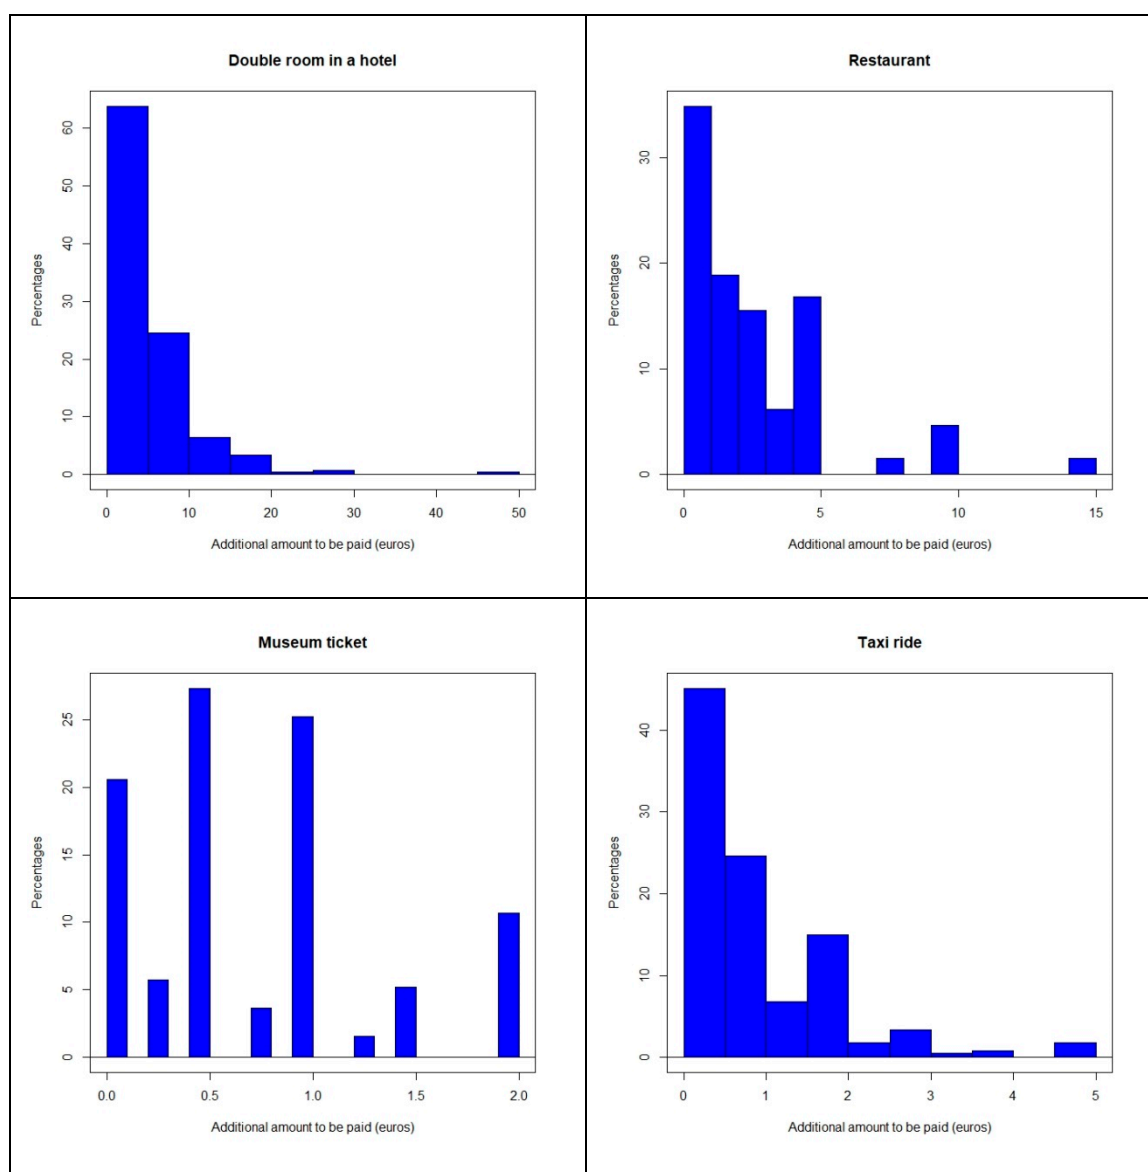 Double room in a hotel
Percentages
60
50
40
30
20
10
0
0 10 20 30 40 50
Additional amount to be paid (euros)
Restaurant
Percentages
30
20
10
0
0 5 10 15
Additional amount to be paid (euros)
Museum ticket
Percentages
25
20
15
10
5
0
0.0 0.5 1.0 1.5 2.0
Additional amount to be paid (euros)
Taxi ride
Percentages
40
30
20
10
0
0 1 2 3 4 5
Additional amount to be paid (euros)